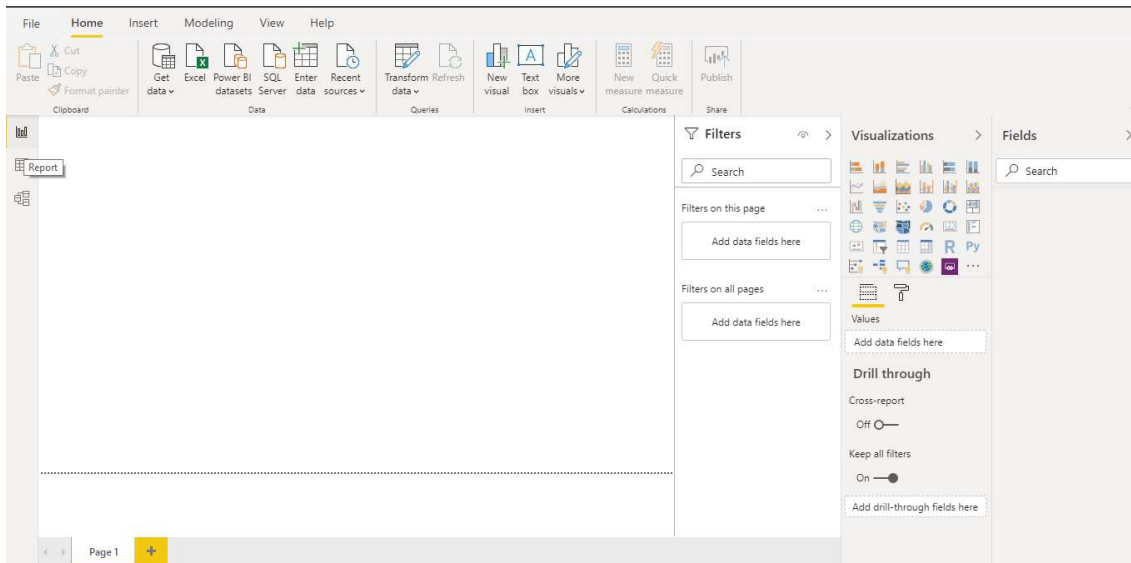 File Home Insert Modeling View Help
Paste
Cut
Copy
Format painter
Clipboard
Get data
Excel
Power BI datasets
SQL Server
Enter data
Recent sources
Data
Transform data
Refresh
Queries
New visual
Text box
More visuals
Insert
New measure
Quick measure
Calculations
Publish
Share
Report
Filters
Search
Filters on this page ...
Add data fields here
Filters on all pages ...
Add data fields here
Visualizations
R Py
...
Values
Add data fields here
Drill through
Cross-report
Off
Keep all filters
On
Add drill-through fields here
Fields
Search
Page 1
+